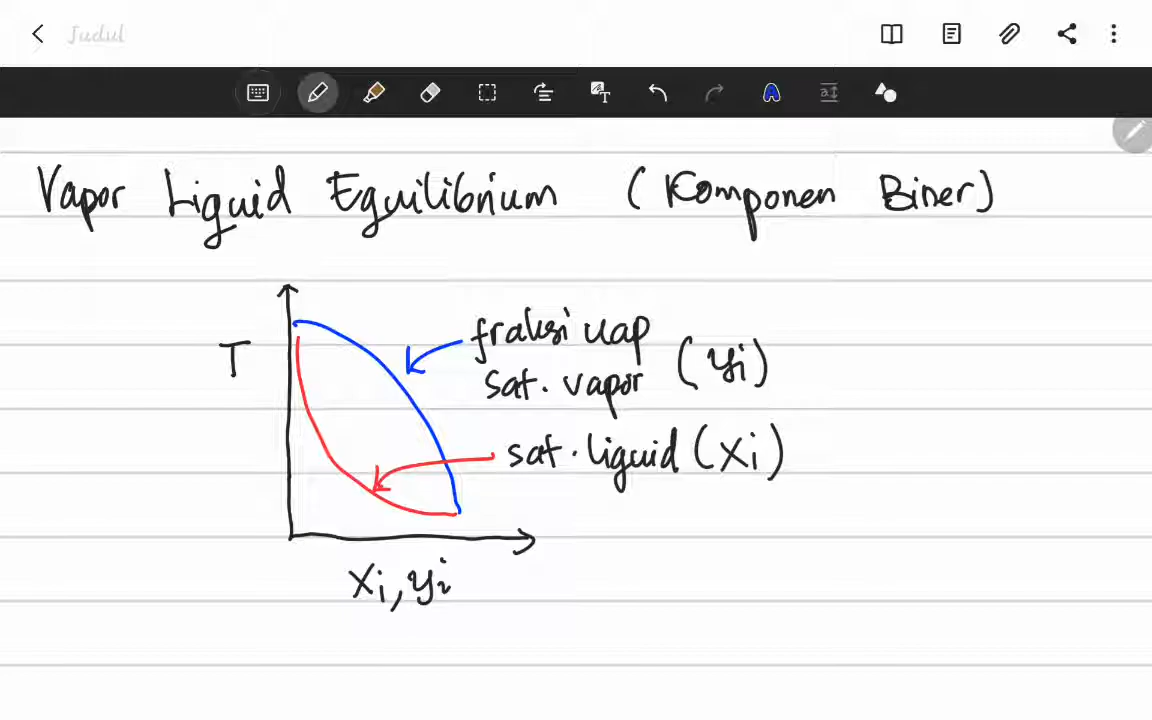 Judul
Vapor Liquid Equilibrium (Komponen Biner)
T
fraksi uap
sat. vapor (yi)
sat. liquid (xi)
xi, yi